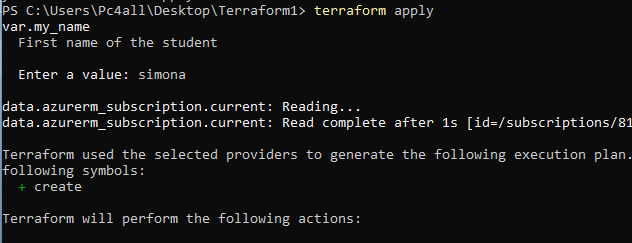 PS C:\Users\Pc4all\Desktop\Terraform1> terraform apply
var.my_name
  First name of the student

  Enter a value: simona

data.azurerm_subscription.current: Reading...
data.azurerm_subscription.current: Read complete after 1s [id=/subscriptions/81

Terraform used the selected providers to generate the following execution plan.
following symbols:
  + create

Terraform will perform the following actions: